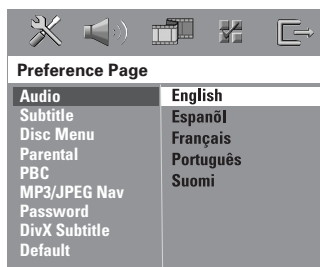 Preference Page
Audio
Subtitle
Disc Menu
Parental
PBC
MP3/JPEG Nav
Password
DivX Subtitle
Default
English
Espanõl
Français
Português
Suomi